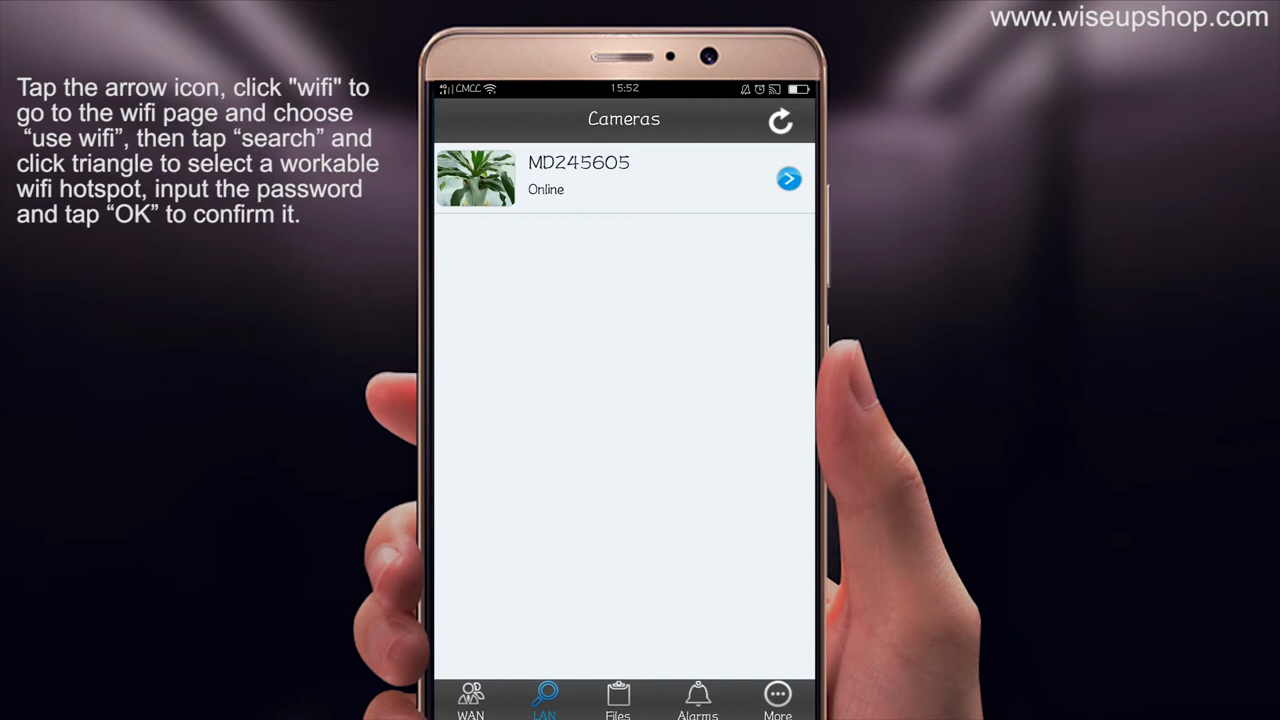 www.wiseupshop.com
Tap the arrow icon, click "wifi" to
go to the wifi page and choose
“use wifi”, then tap “search” and
click triangle to select a workable
wifi hotspot, input the password
and tap “OK” to confirm it.
CMCC
15:52
Cameras
MD245605
Online
WAN
LAN
Files
Alarms
More